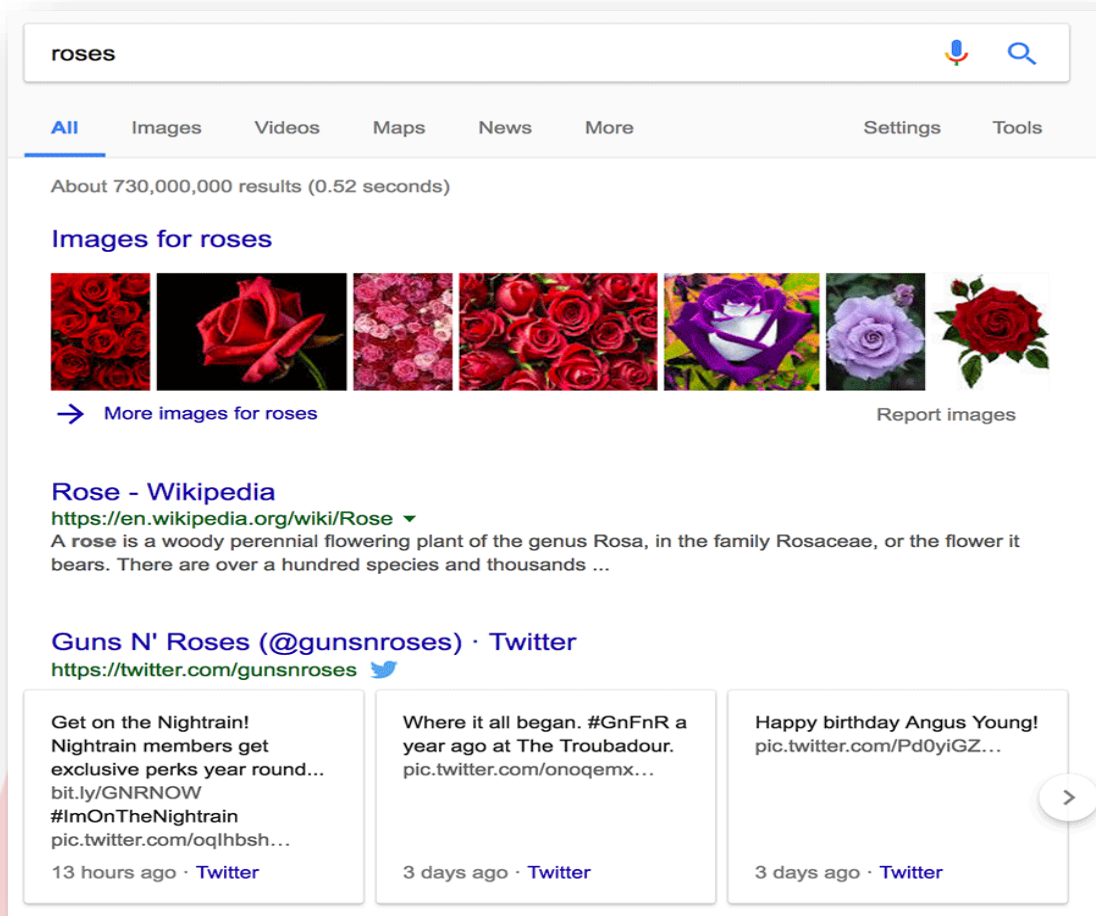 roses
All Images Videos Maps News More Settings Tools
About 730,000,000 results (0.52 seconds)
Images for roses
More images for roses Report images
Rose - Wikipedia
https://en.wikipedia.org/wiki/Rose
A rose is a woody perennial flowering plant of the genus Rosa, in the family Rosaceae, or the flower it
bears. There are over a hundred species and thousands ...
Guns N' Roses (@gunsnroses) · Twitter
https://twitter.com/gunsnroses
Get on the Nightrain!
Nightrain members get
exclusive perks year round...
bit.ly/GNRNOW
#ImOnTheNightrain
pic.twitter.com/oqIhbsh...
13 hours ago · Twitter
Where it all began. #GnFnR a
year ago at The Troubadour.
pic.twitter.com/onoqemx...
3 days ago · Twitter
Happy birthday Angus Young!
pic.twitter.com/Pd0yiGZ...
3 days ago · Twitter